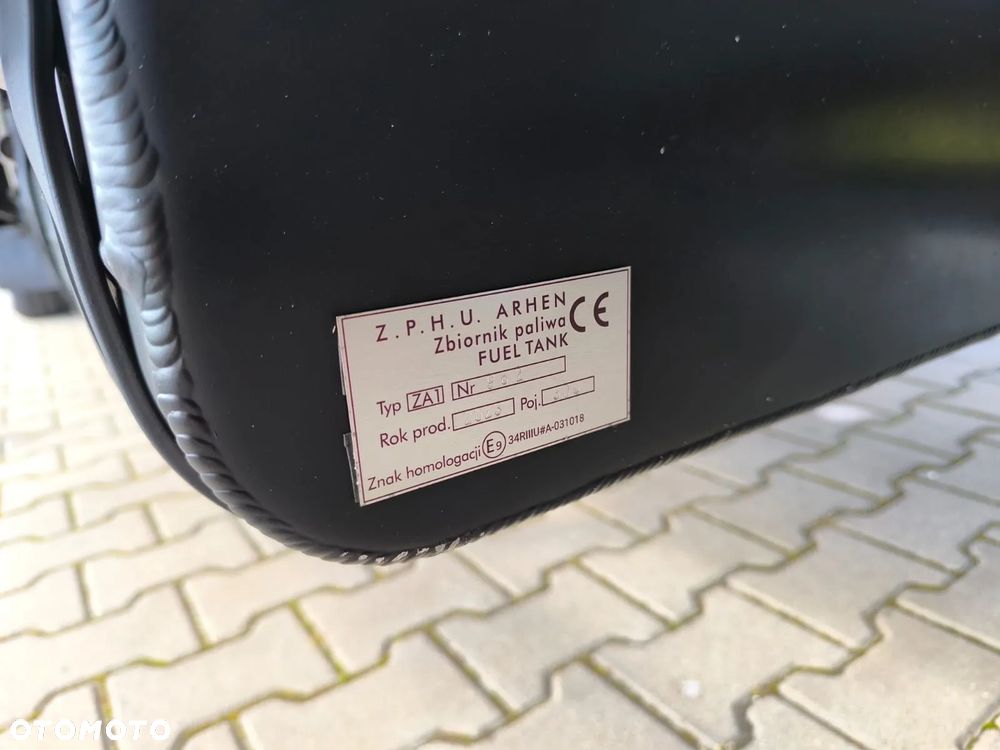 Z.P.H.U. ARHEN
Zbiornik paliwa CE
FUEL TANK
Typ ZA1 Nr
Rok prod. Poj.
Znak homologacji E9 34RIIIU#A-031018
OTOMOTO